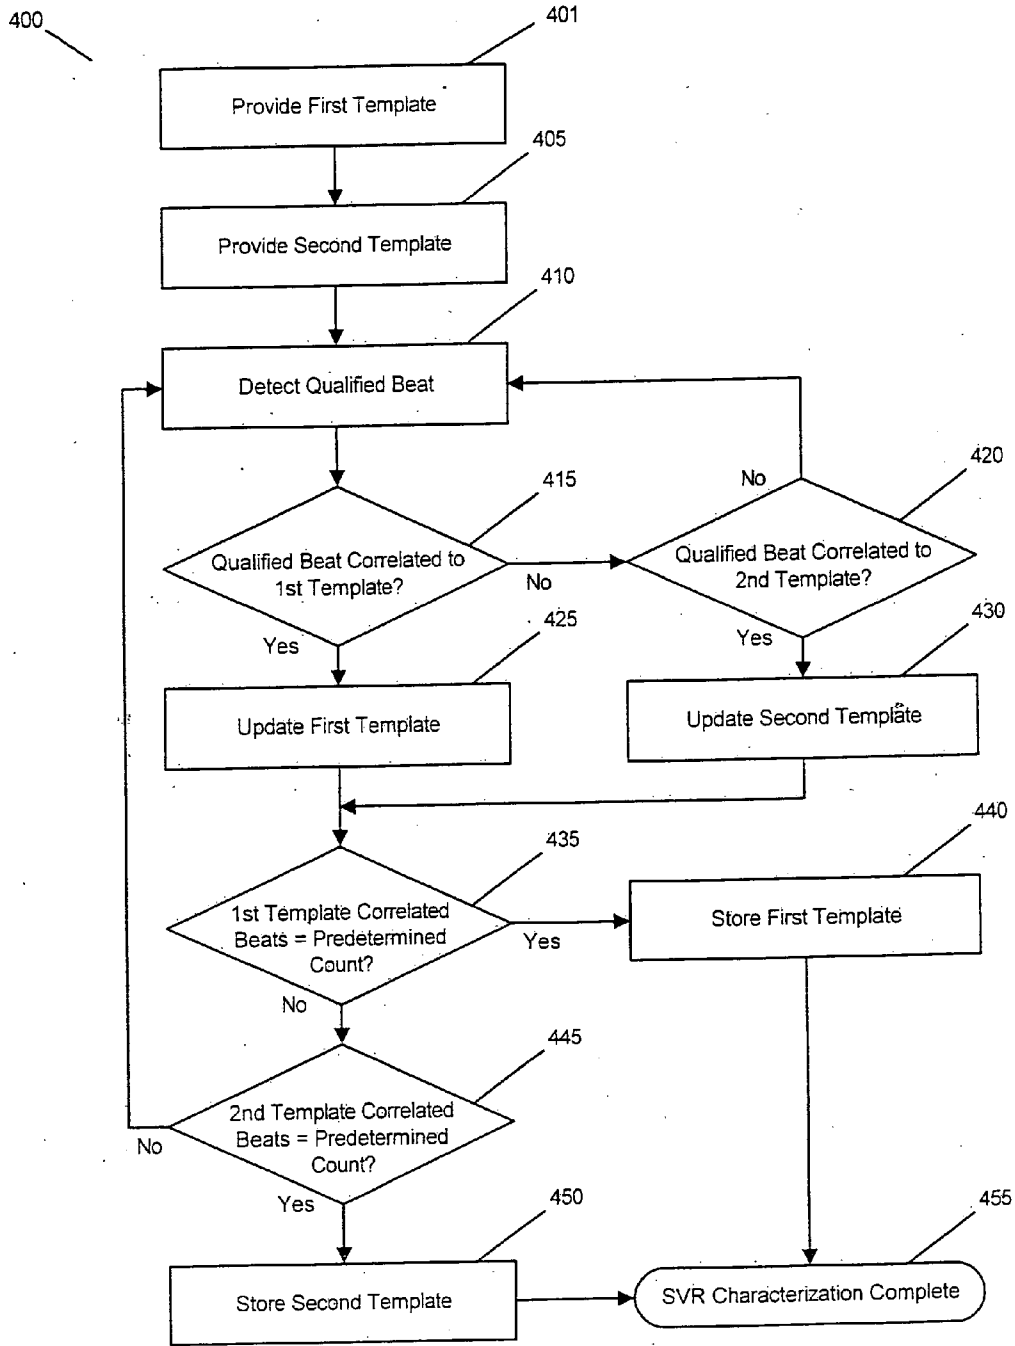 400
401
Provide First Template
405
Provide Second Template
410
Detect Qualified Beat
415
Qualified Beat Correlated to
1st Template?
No
Yes
420
No
Qualified Beat Correlated to
2nd Template?
Yes
425
Update First Template
430
Update Second Template
435
1st Template Correlated
Beats = Predetermined
Count?
Yes
No
440
Store First Template
445
2nd Template Correlated
Beats = Predetermined
Count?
No
Yes
450
Store Second Template
455
SVR Characterization Complete